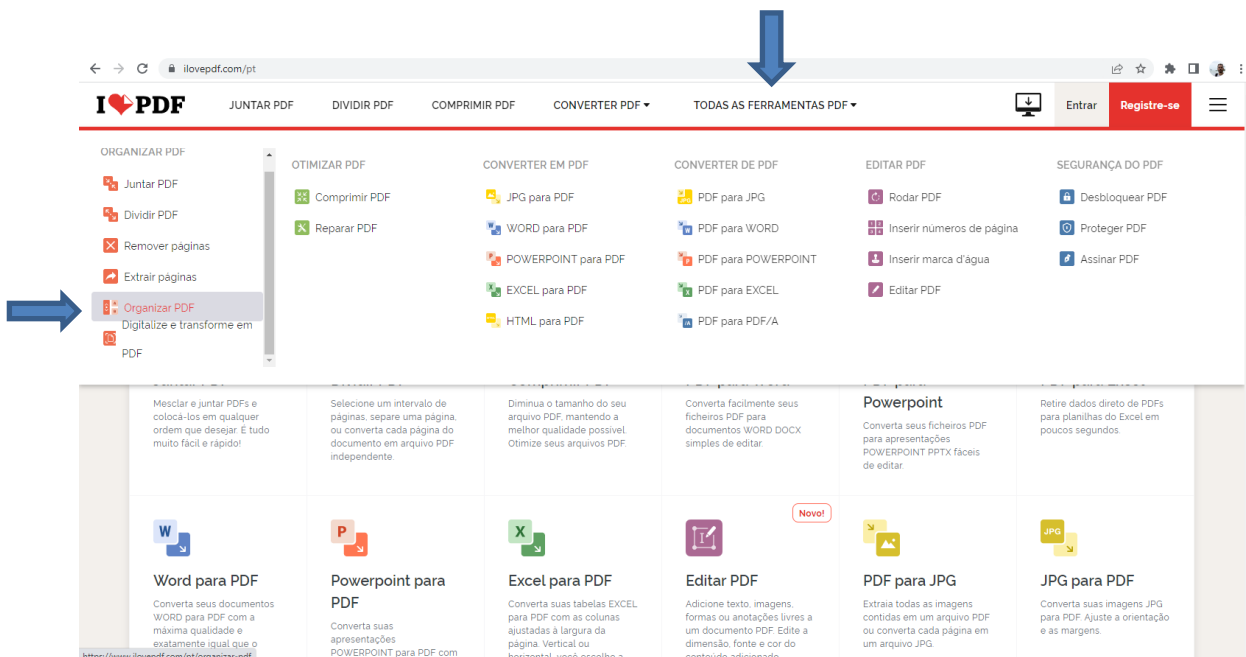 ilovepdf.com/pt
I PDF
JUNTAR PDF
DIVIDIR PDF
COMPRIMIR PDF
CONVERTER PDF
TODAS AS FERRAMENTAS PDF
Entrar
Registre-se
ORGANIZAR PDF
Juntar PDF
Dividir PDF
Remover páginas
Extrair páginas
Organizar PDF
Digitalize e transforme em
PDF
OTIMIZAR PDF
Comprimir PDF
Reparar PDF
CONVERTER EM PDF
JPG para PDF
WORD para PDF
POWERPOINT para PDF
EXCEL para PDF
HTML para PDF
CONVERTER DE PDF
PDF para JPG
PDF para WORD
PDF para POWERPOINT
PDF para EXCEL
PDF para PDF/A
EDITAR PDF
Rodar PDF
Inserir números de página
Inserir marca d'água
Editar PDF
SEGURANÇA DO PDF
Desbloquear PDF
Proteger PDF
Assinar PDF
Mesclar e juntar PDFs e
colocá-los em qualquer
ordem que desejar. É tudo
muito fácil e rápido!
Selecione um intervalo de
páginas, separe uma página,
ou converta cada página do
documento em arquivo PDF
independente.
Diminua o tamanho do seu
arquivo PDF, mantendo a
melhor qualidade possível.
Otimize seus arquivos PDF.
Converta facilmente seus
ficheiros PDF para
documentos WORD DOCX
simples de editar.
Powerpoint
Converta seus ficheiros PDF
para apresentações
POWERPOINT PPTX fáceis
de editar.
Retire dados direto de PDFs
para planilhas do Excel em
poucos segundos.
W
Word para PDF
Converta seus documentos
WORD para PDF com a
máxima qualidade e
exatamente igual que o
P
Powerpoint para
PDF
Converta suas
apresentações
POWERPOINT para PDF com
X
Excel para PDF
Converta suas tabelas EXCEL
para PDF com as colunas
ajustadas à largura da
página. Vertical ou
horizontal, você escolhe a
Novo!
Editar PDF
Adicione texto, imagens,
formas ou anotações livres a
um documento PDF. Edite a
dimensão, fonte e cor do
conteúdo adicionado.
PDF para JPG
Extraia todas as imagens
contidas em um arquivo PDF
ou converta cada página em
um arquivo JPG.
JPG
JPG para PDF
Converta suas imagens JPG
para PDF. Ajuste a orientação
e as margens.
https://www.ilovepdf.com/pt/organizar-pdf